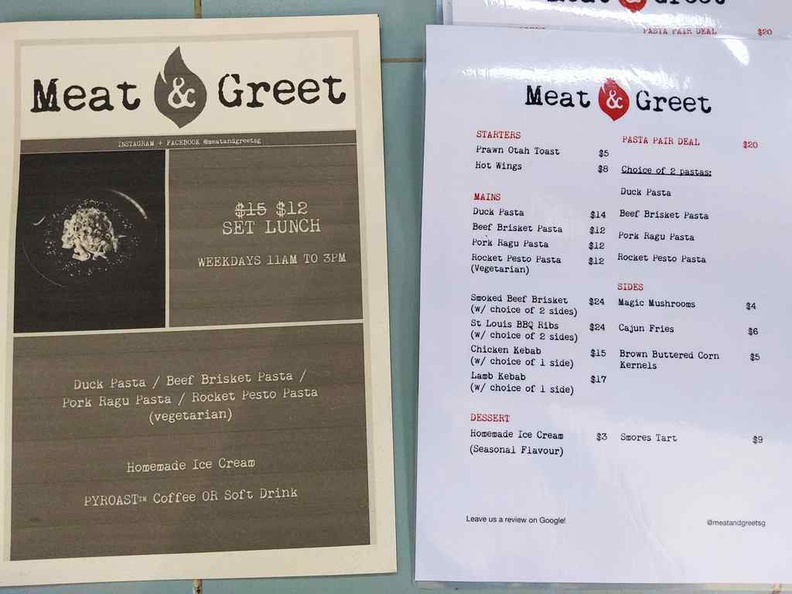 Meat & Greet
INSTAGRAM + FACEBOOK @meatandgreetsg
$15 $12
SET LUNCH
WEEKDAYS 11AM TO 3PM
Duck Pasta / Beef Brisket Pasta /
Pork Ragu Pasta / Rocket Pesto Pasta
(vegetarian)
Homemade Ice Cream
PYROAST™ Coffee OR Soft Drink
Meat & Greet
PASTA PAIR DEAL $20
Meat & Greet
STARTERS
Prawn Otah Toast $5
Hot Wings $8
MAINS
Duck Pasta $14
Beef Brisket Pasta $12
Pork Ragu Pasta $12
Rocket Pesto Pasta $12
(Vegetarian)
Smoked Beef Brisket $24
(w/ choice of 2 sides)
St Louis BBQ Ribs $24
(w/ choice of 2 sides)
Chicken Kebab $15
(w/ choice of 1 side)
Lamb Kebab $17
(w/ choice of 1 side)
DESSERT
Homemade Ice Cream $3
(Seasonal Flavour)
PASTA PAIR DEAL $20
Choice of 2 pastas:
Duck Pasta
Beef Brisket Pasta
Pork Ragu Pasta
Rocket Pesto Pasta
SIDES
Magic Mushrooms $4
Cajun Fries $6
Brown Buttered Corn $5
Kernels
Smores Tart $9
Leave us a review on Google!
@meatandgreetsg